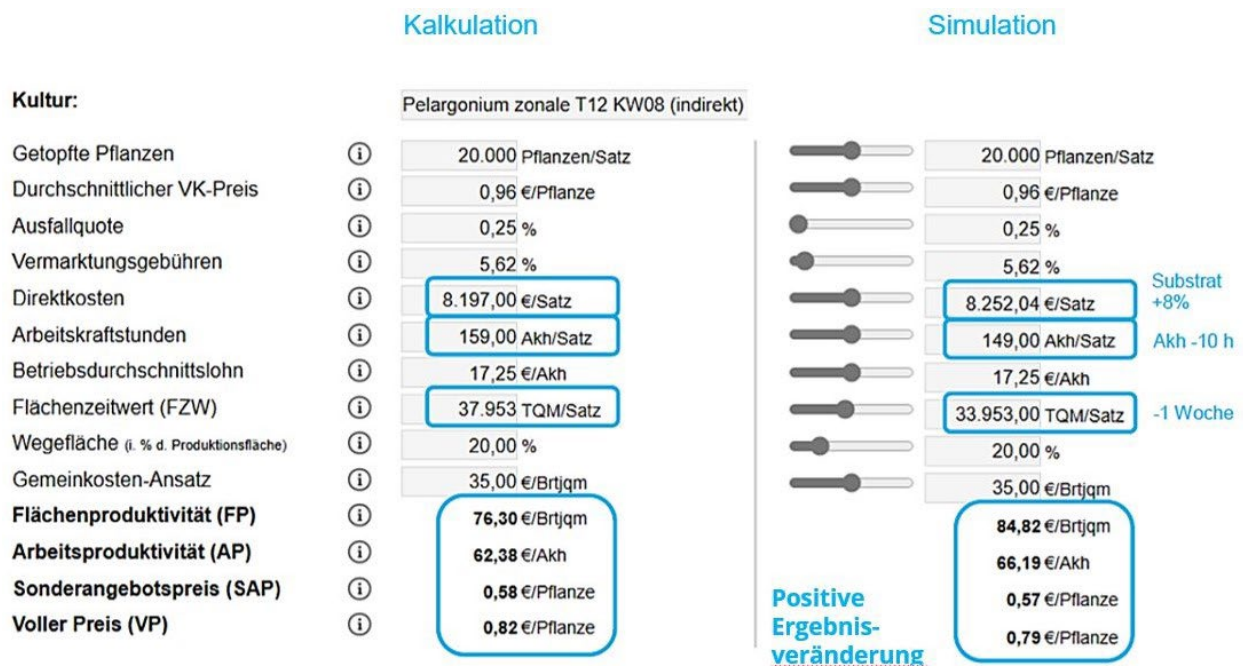 Kalkulation Simulation
Kultur: Pelargonium zonale T12 KW08 (indirekt)
Getopfte Pflanzen i 20.000 Pflanzen/Satz 20.000 Pflanzen/Satz
Durchschnittlicher VK-Preis i 0,96 €/Pflanze 0,96 €/Pflanze
Ausfallquote i 0,25 % 0,25 %
Vermarktungsgebühren i 5,62 % 5,62 %
Direktkosten i 8.197,00 €/Satz 8.252,04 €/Satz Substrat +8%
Arbeitskraftstunden i 159,00 Akh/Satz 149,00 Akh/Satz Akh -10 h
Betriebsdurchschnittslohn i 17,25 €/Akh 17,25 €/Akh
Flächenzeitwert (FZW) i 37.953 TQM/Satz 33.953,00 TQM/Satz -1 Woche
Wegefläche (i. % d. Produktionsfläche) i 20,00 % 20,00 %
Gemeinkosten-Ansatz i 35,00 €/Brtjqm 35,00 €/Brtjqm
Flächenproduktivität (FP) i 76,30 €/Brtjqm 84,82 €/Brtjqm
Arbeitsproduktivität (AP) i 62,38 €/Akh 66,19 €/Akh
Sonderangebotspreis (SAP) i 0,58 €/Pflanze 0,57 €/Pflanze
Voller Preis (VP) i 0,82 €/Pflanze 0,79 €/Pflanze
Positive
Ergebnis-
veränderung